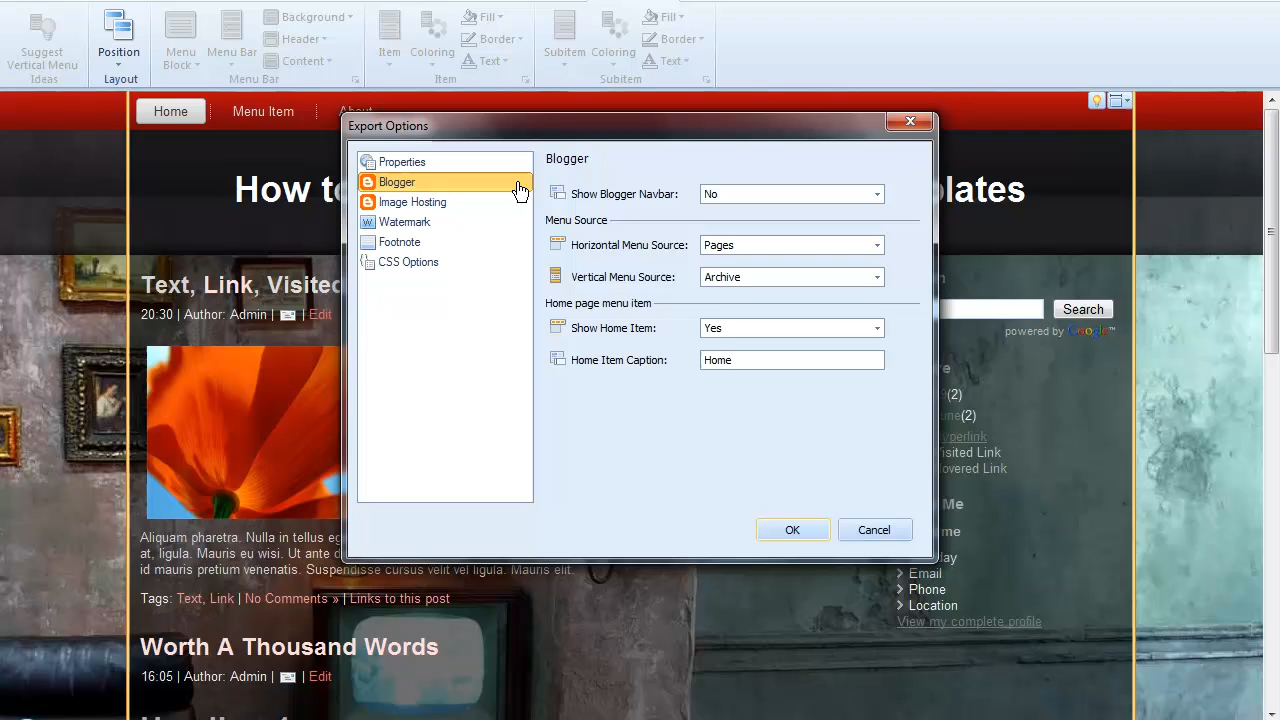 Suggest
Vertical Menu
Ideas
Position
Layout
Menu
Block
Menu Bar
Background
Header
Content
Menu Bar
Item
Coloring
Fill
Border
Text
Item
Subitem
Coloring
Fill
Border
Text
Subitem
Home
Menu Item
About
Export Options
Properties
Blogger
Image Hosting
Watermark
Footnote
CSS Options
Blogger
Show Blogger Navbar: No
Menu Source
Horizontal Menu Source: Pages
Vertical Menu Source: Archive
Home page menu item
Show Home Item: Yes
Home Item Caption: Home
OK
Cancel
How
Text, Link, Visited
20:30 | Author: Admin | | Edit
Aliquam pharetra. Nulla in tellus
at, ligula. Mauris eu wisi. Ut ante
id mauris pretium venenatis. Suspendisse cursus velit vel ligula. Mauris elit.
Tags: Text, Link | No Comments » | Links to this post
Worth A Thousand Words
16:05 | Author: Admin | | Edit
Search
powered by Google™
(2)
(2)
Me
Email
Phone
Location
View my complete profile